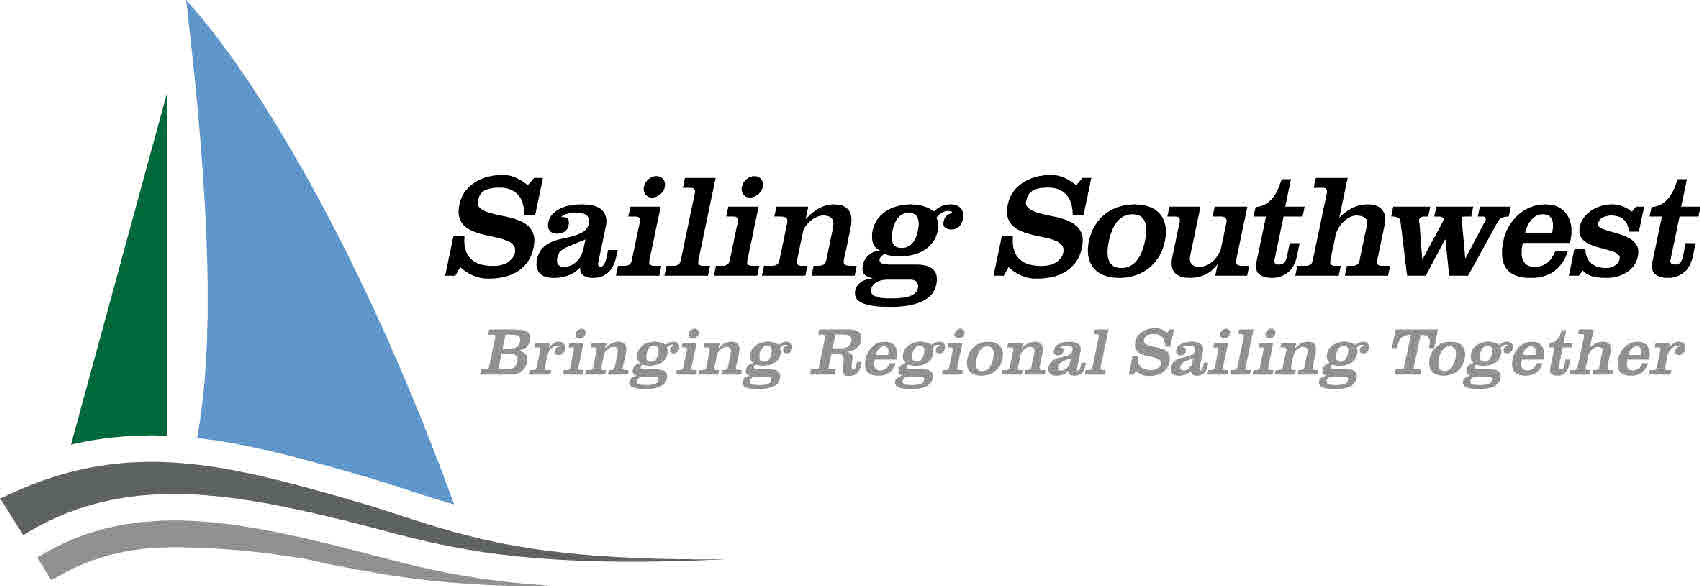 Sailing Southwest
Bringing Regional Sailing Together